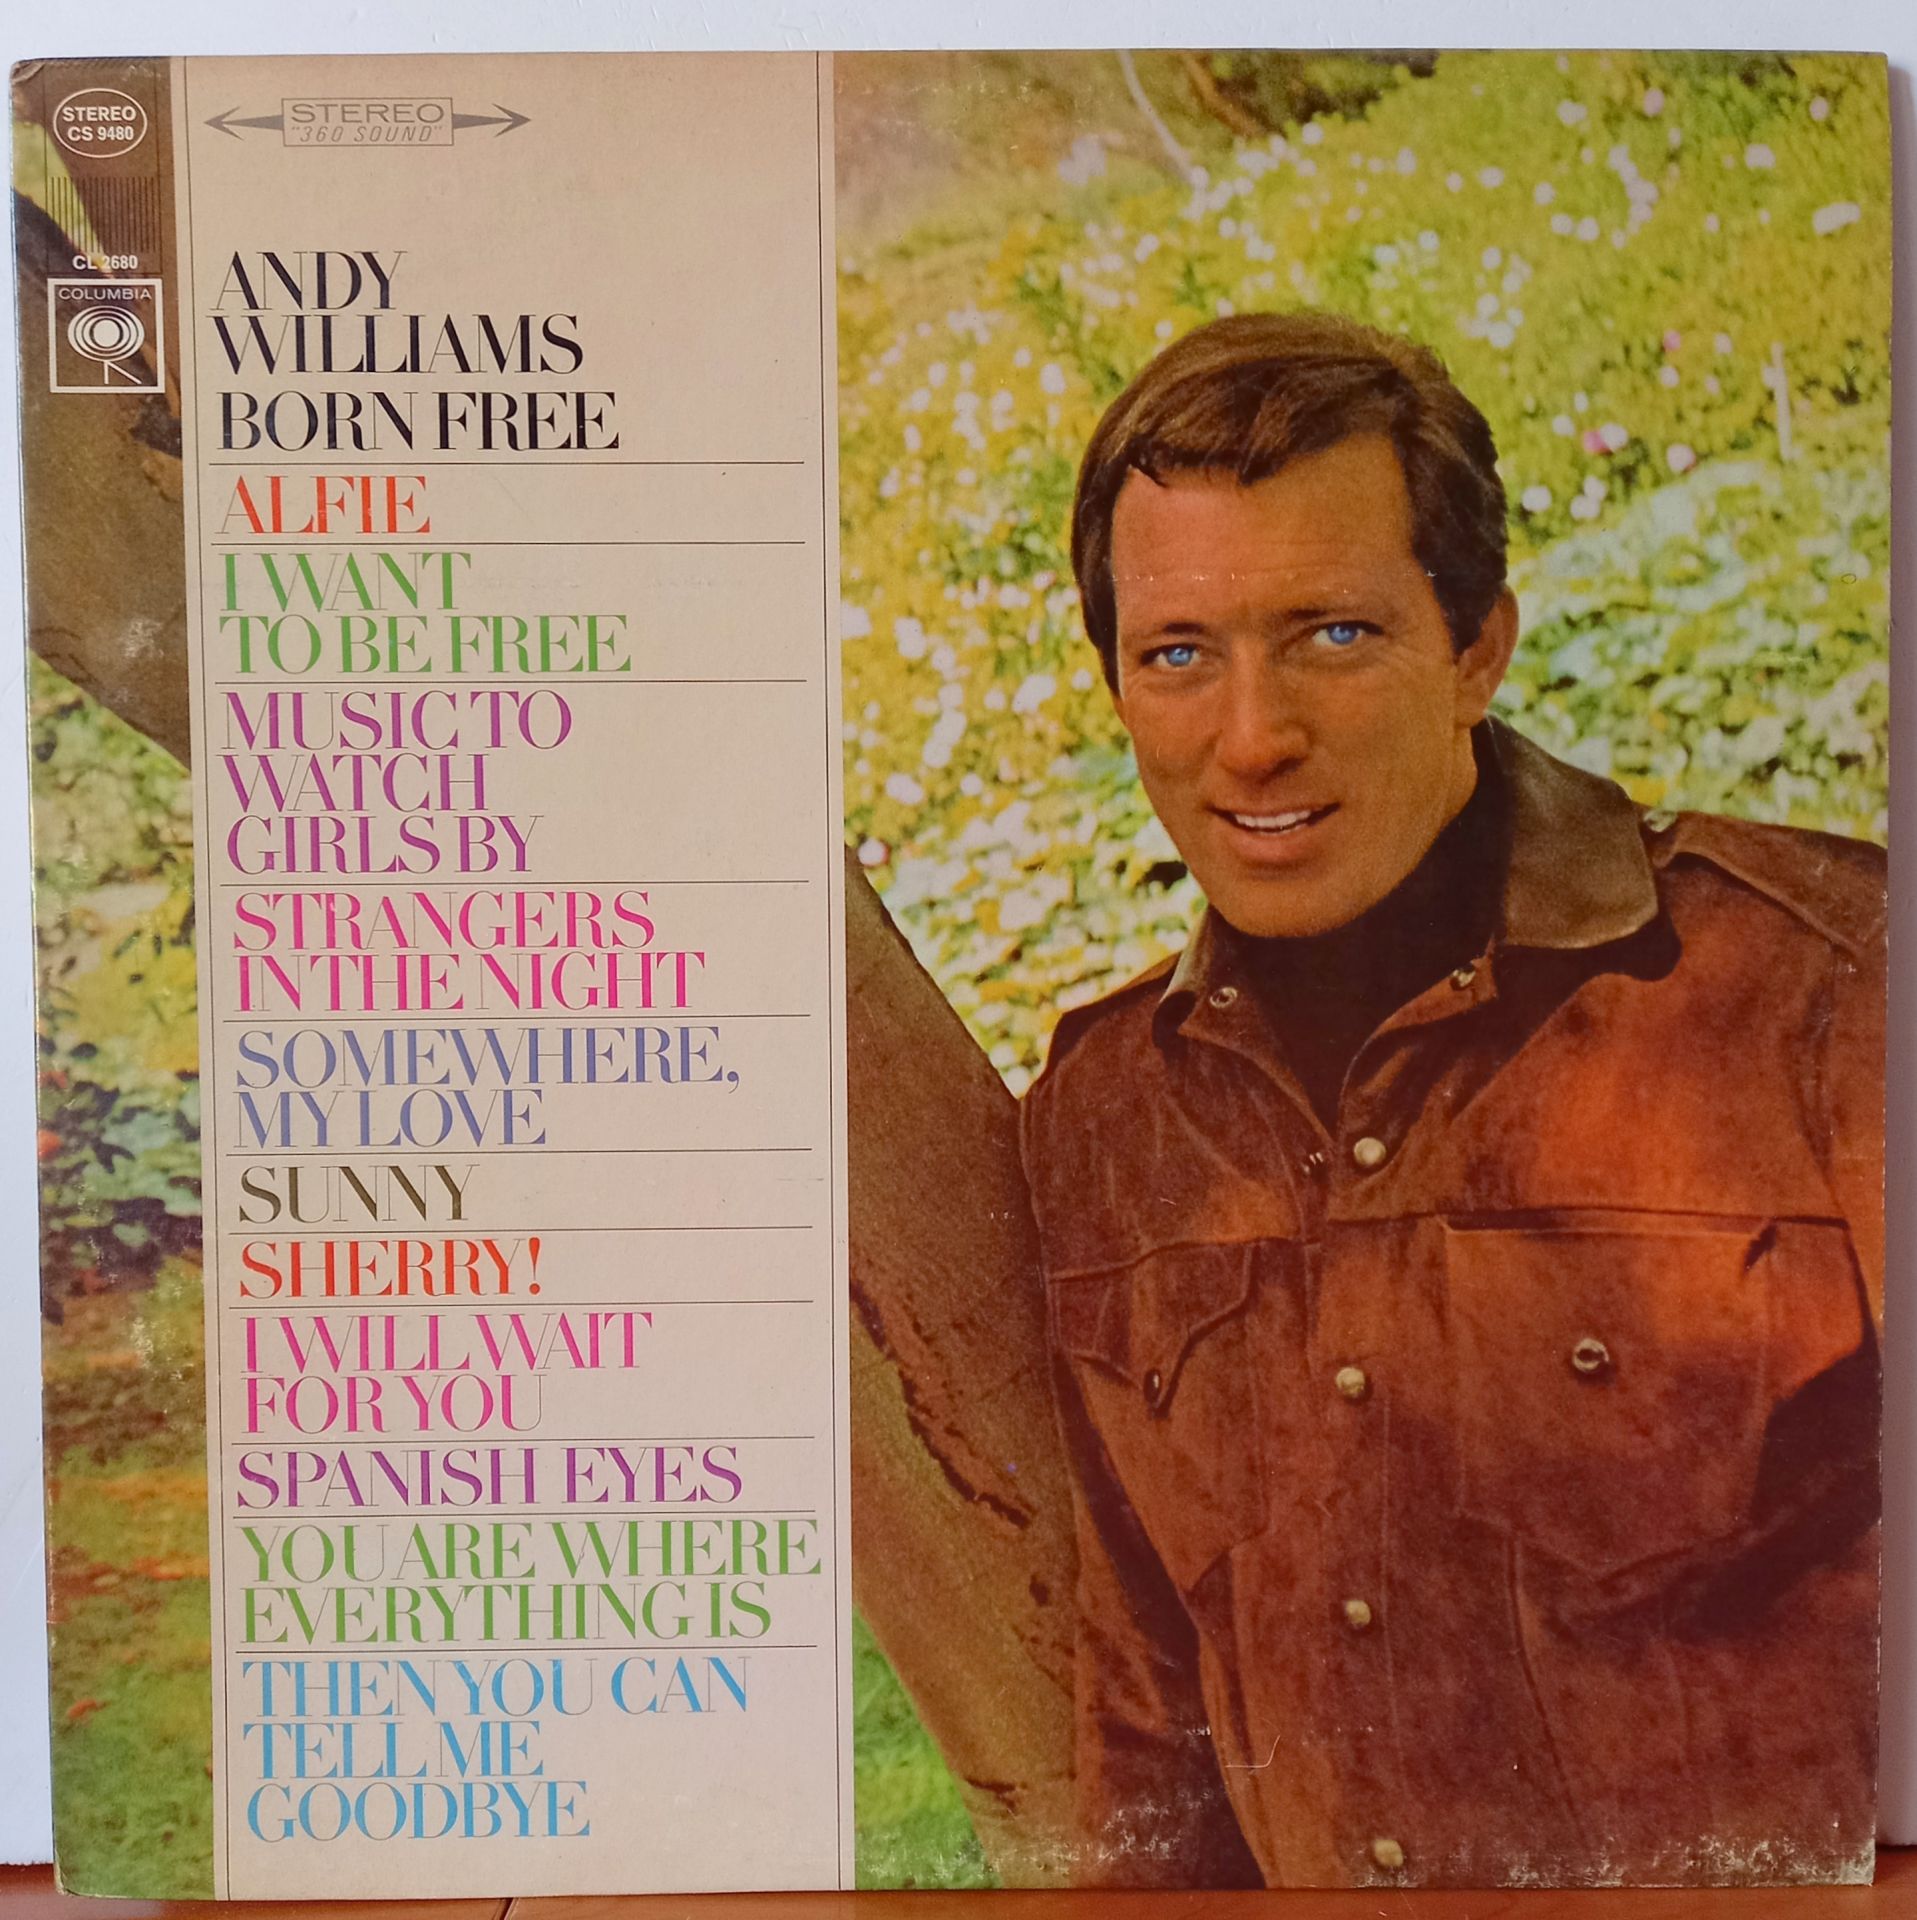 STEREO
CS 9480
CL 2680
COLUMBIA
STEREO
"360 SOUND"
ANDY
WILLIAMS
BORN FREE
ALFIE
I WANT
TO BE FREE
MUSIC TO
WATCH
GIRLS BY
STRANGERS
IN THE NIGHT
SOMEWHERE,
MY LOVE
SUNNY
SHERRY!
I WILL WAIT
FOR YOU
SPANISH EYES
YOU ARE WHERE
EVERYTHING IS
THEN YOU CAN
TELL ME
GOODBYE